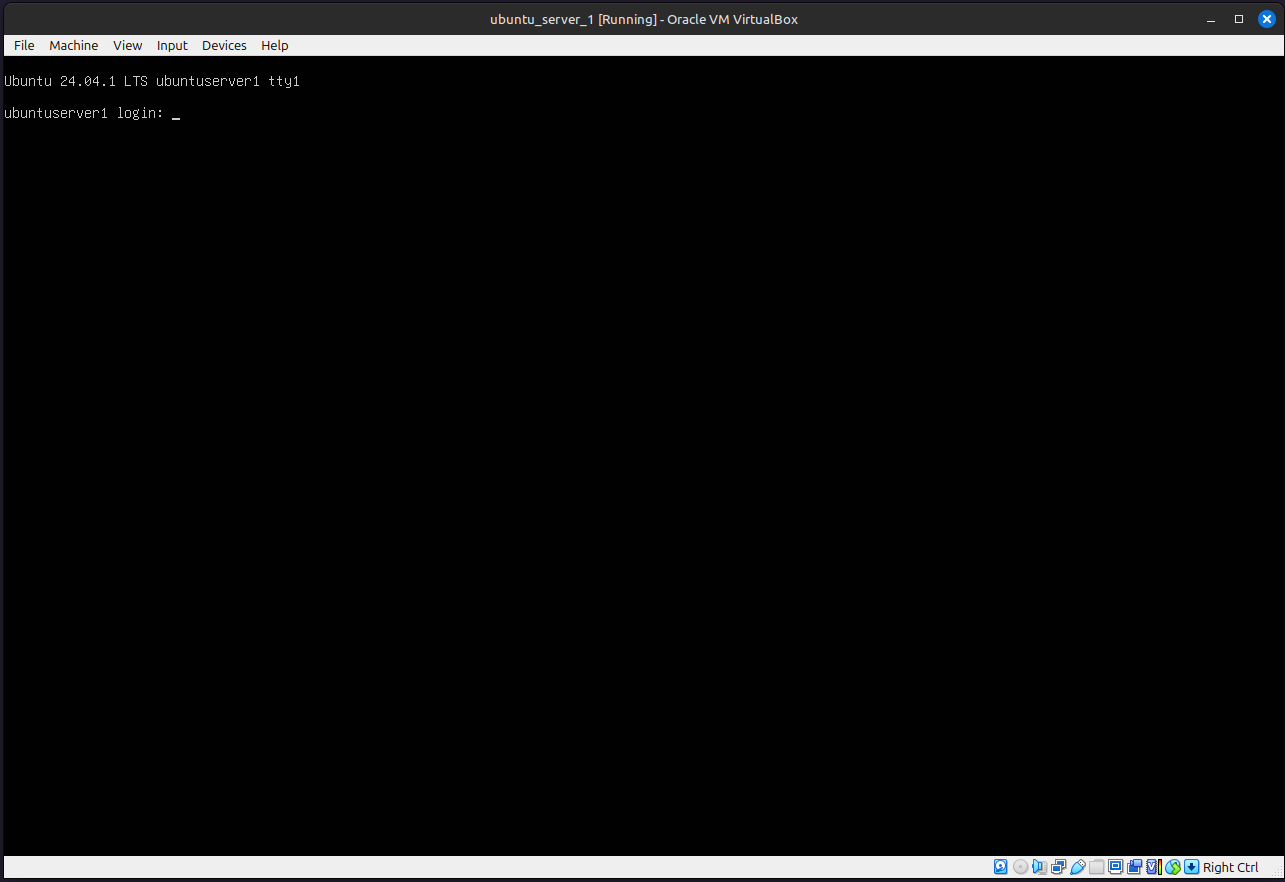 ubuntu_server_1 [Running] - Oracle VM VirtualBox
File Machine View Input Devices Help
Ubuntu 24.04.1 LTS ubuntuserver1 tty1
ubuntuserver1 login: _
Right Ctrl